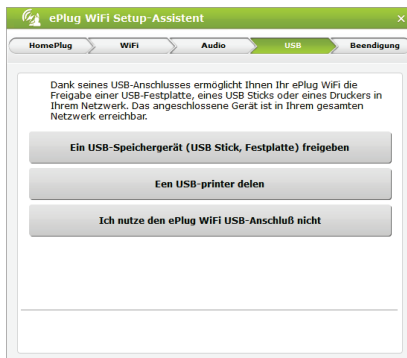 ePlug WiFi Setup-Assistent
HomePlug WiFi Audio USB Beendigung
Dank seines USB-Anschlusses ermöglicht Ihnen Ihr ePlug WiFi die
Freigabe einer USB-Festplatte, eines USB Sticks oder eines Druckers in
Ihrem Netzwerk. Das angeschlossene Gerät ist in Ihrem gesamten
Netzwerk erreichbar.
Ein USB-Speichergerät (USB Stick, Festplatte) freigeben
Een USB-printer delen
Ich nutze den ePlug WiFi USB-Anschluß nicht